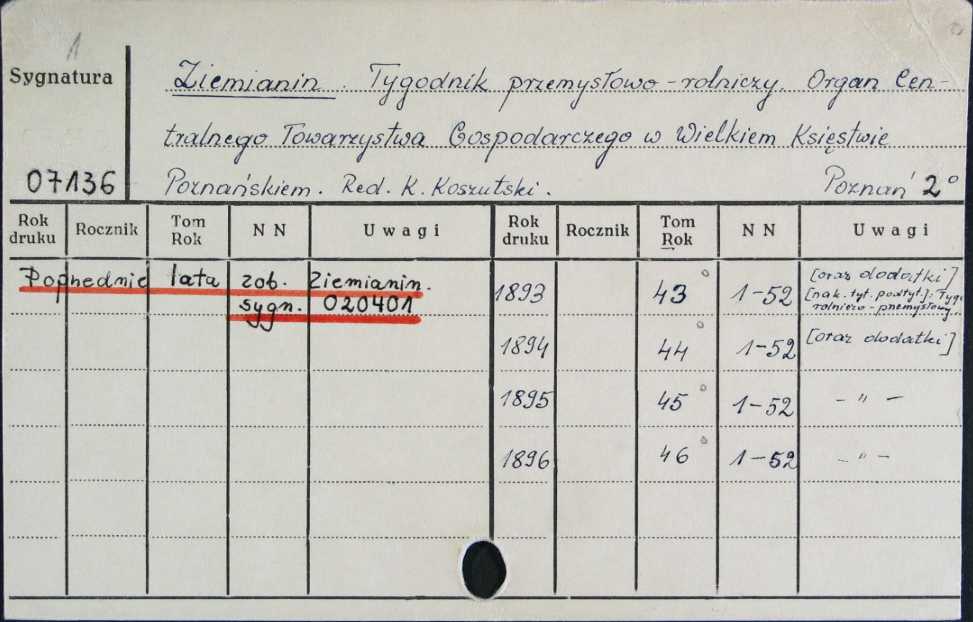 1
Sygnatura
Ziemianin. Tygodnik przemysłowo-rolniczy. Organ Cen-
tralnego Towarzystwa Gospodarczego w Wielkiem Księstwie
07136 Poznańskiem. Red. K. Koszutski. Poznań 2°
Rok druku Rocznik Tom Rok NN Uwagi Rok druku Rocznik Tom Rok NN Uwagi
Poprzednie lata zob. Ziemianin.
sygn. 020401
1893 43° 1-52 [oraz dodatki]
[nak. tyt. podtyt.]: Tyg.
rolniczo-przemysłowy
1894 44° 1-52 [oraz dodatki]
1895 45° 1-52 - " -
1896 46° 1-52 - " -